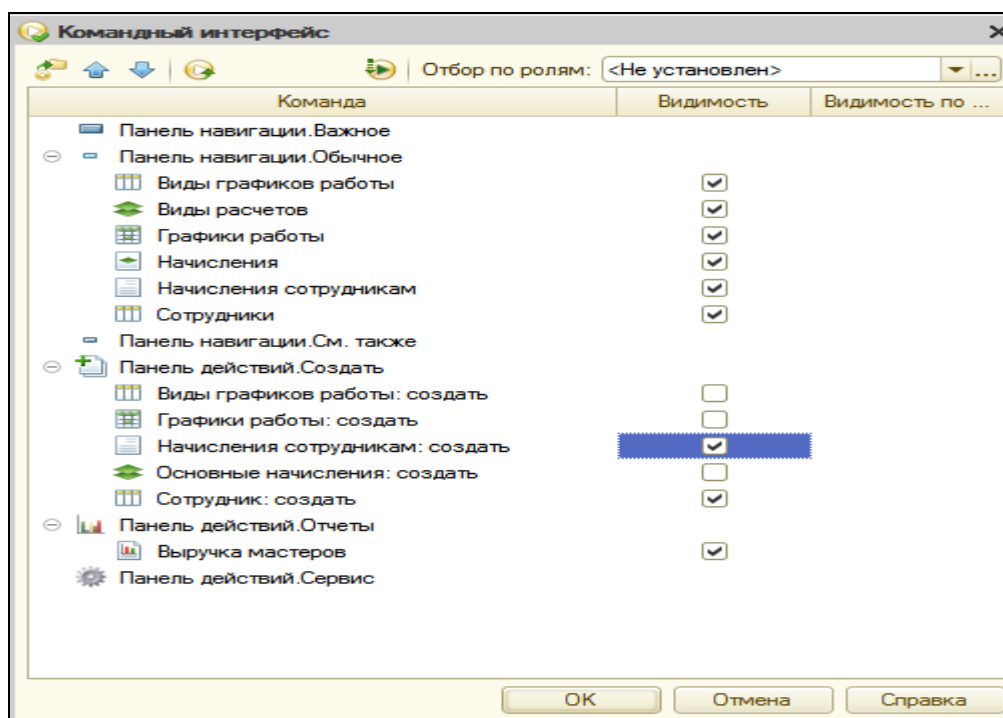 Командный интерфейс
Отбор по ролям: <Не установлен>
Команда Видимость Видимость по ...
Панель навигации.Важное
Панель навигации.Обычное
Виды графиков работы
Виды расчетов
Графики работы
Начисления
Начисления сотрудникам
Сотрудники
Панель навигации.См. также
Панель действий.Создать
Виды графиков работы: создать
Графики работы: создать
Начисления сотрудникам: создать
Основные начисления: создать
Сотрудник: создать
Панель действий.Отчеты
Выручка мастеров
Панель действий.Сервис
OK Отмена Справка